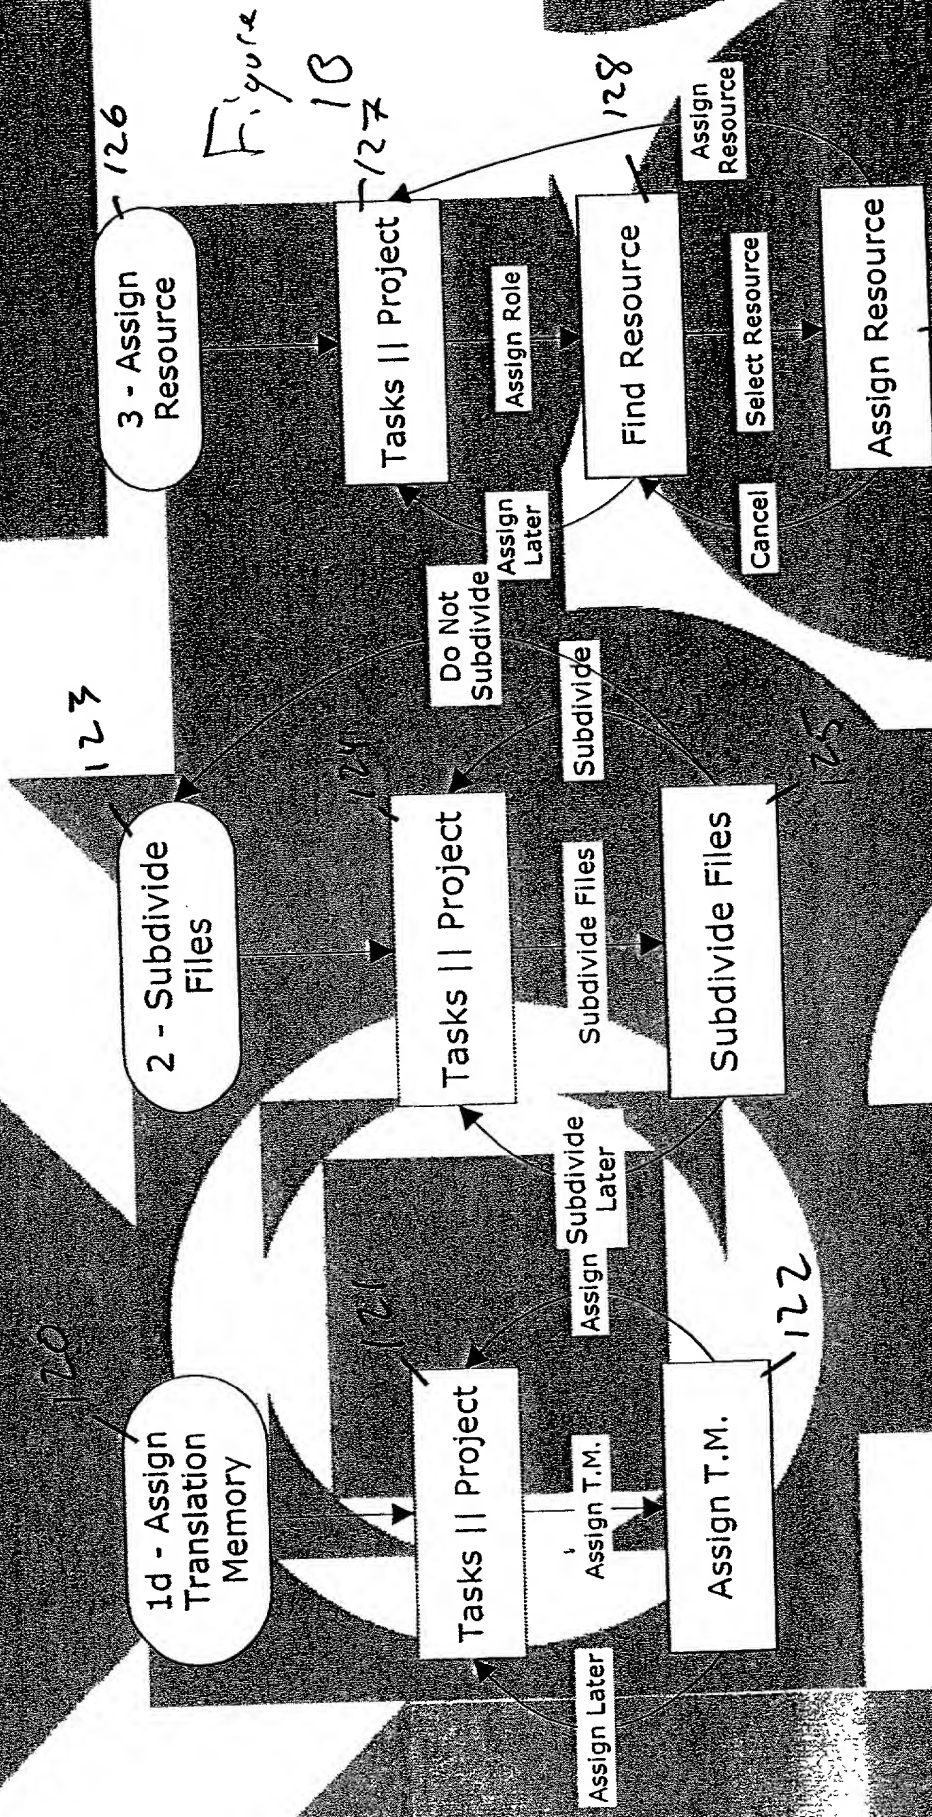 120
1d - Assign
Translation
Memory
121
Tasks || Project
Assign T.M.
Assign Later
Assign
Assign T.M.
122
123
2 - Subdivide
Files
124
Tasks || Project
Subdivide Files
Subdivide
Later
Subdivide
Do Not
Subdivide
Subdivide Files
125
126
3 - Assign
Resource
127
Tasks || Project
Assign Role
Assign
Later
Find Resource
128
Select Resource
Cancel
Assign
Resource
Assign Resource
Figure
1B